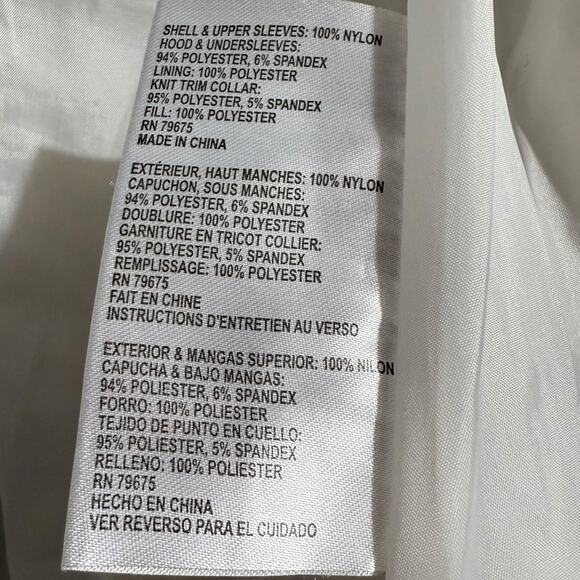 SHELL & UPPER SLEEVES: 100% NYLON
HOOD & UNDERSLEEVES:
94% POLYESTER, 6% SPANDEX
LINING: 100% POLYESTER
KNIT TRIM COLLAR:
95% POLYESTER, 5% SPANDEX
FILL: 100% POLYESTER
RN 79675
MADE IN CHINA
EXTÉRIEUR, HAUT MANCHES: 100% NYLON
CAPUCHON, SOUS MANCHES:
94% POLYESTER, 6% SPANDEX
DOUBLURE: 100% POLYESTER
GARNITURE EN TRICOT COLLIER:
95% POLYESTER, 5% SPANDEX
REMPLISSAGE: 100% POLYESTER
RN 79675
FAIT EN CHINE
INSTRUCTIONS D'ENTRETIEN AU VERSO
EXTERIOR & MANGAS SUPERIOR: 100% NILON
CAPUCHA & BAJO MANGAS:
94% POLIESTER, 6% SPANDEX
FORRO: 100% POLIESTER
TEJIDO DE PUNTO EN CUELLO:
95% POLIESTER, 5% SPANDEX
RELLENO: 100% POLIESTER
RN 79675
HECHO EN CHINA
VER REVERSO PARA EL CUIDADO